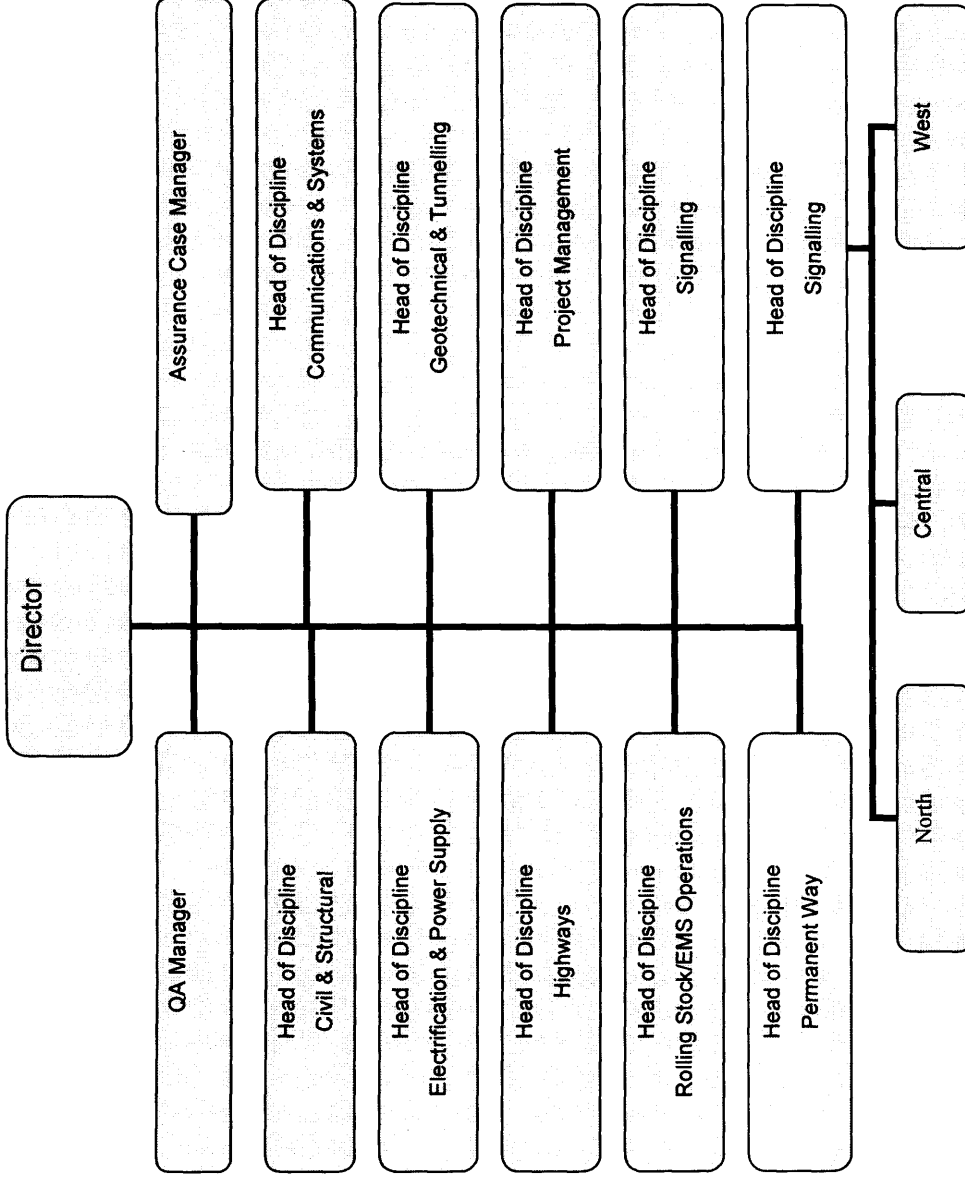 Director
QA Manager
Assurance Case Manager
Head of Discipline
Civil & Structural
Head of Discipline
Communications & Systems
Head of Discipline
Electrification & Power Supply
Head of Discipline
Geotechnical & Tunnelling
Head of Discipline
Highways
Head of Discipline
Project Management
Head of Discipline
Rolling Stock/EMS Operations
Head of Discipline
Signalling
Head of Discipline
Permanent Way
Head of Discipline
Signalling
North
Central
West